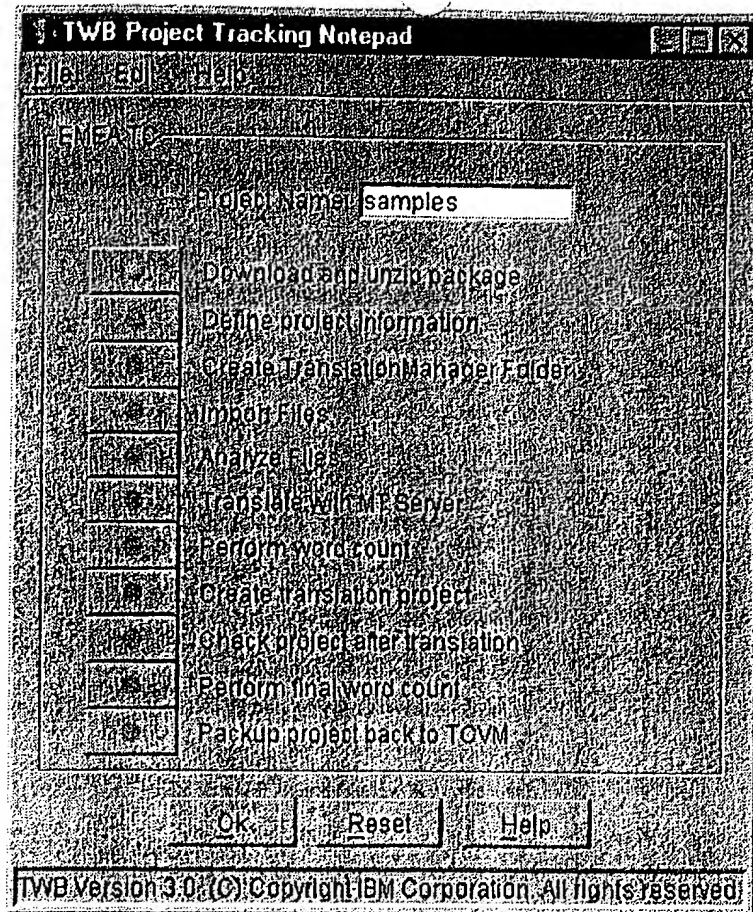 TWB Project Tracking Notepad
File Edit Help
EMEA TC
Project Name: samples
Download and unzip package
Define project information
Create TranslationManager Folder
Import Files
Analyze Files
Translate with MT Server
Perform word count
Create translation project
Check project after translation
Perform final word count
Packup project back to TCVM
Ok Reset Help
TWB Version 3.0, (C) Copyright IBM Corporation. All rights reserved.